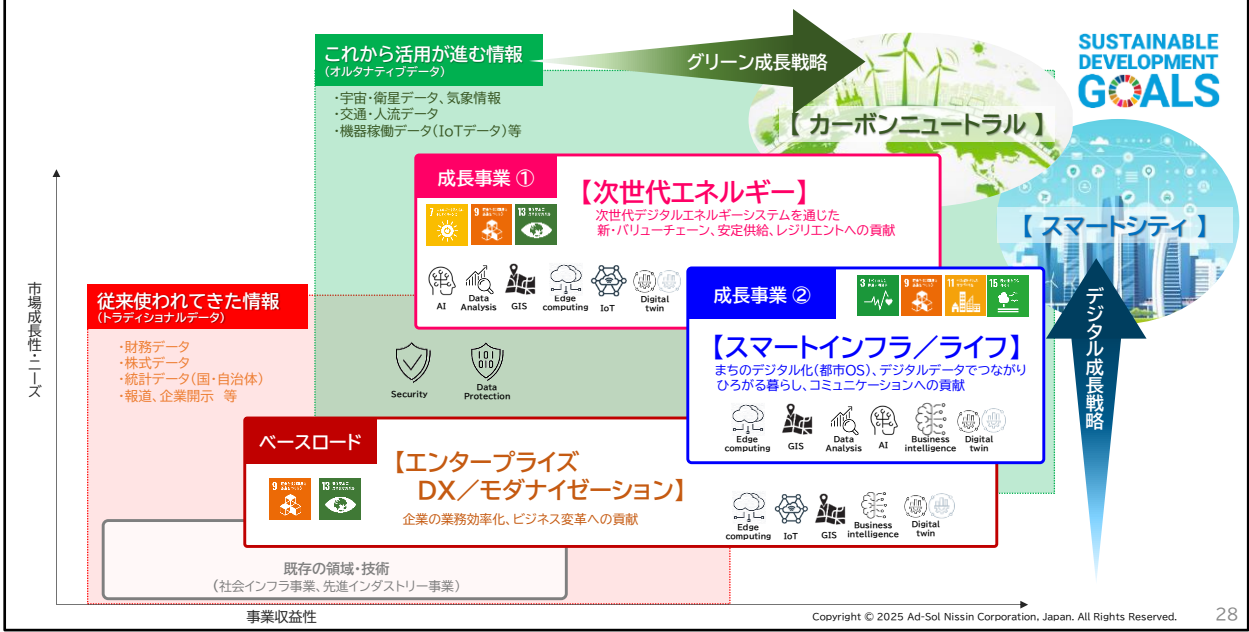 これから活用が進む情報
(オルタナティブデータ)
・宇宙・衛星データ、気象情報
・交通・人流データ
・機器稼働データ(IoTデータ)等
グリーン成長戦略
【 カーボンニュートラル 】
SUSTAINABLE
DEVELOPMENT
GOALS
【 スマートシティ 】
デジタル成長戦略
成長事業 ①
【次世代エネルギー】
次世代デジタルエネルギーシステムを通じた
新・バリューチェーン、安定供給、レジリエントへの貢献
7
9
13
AI
Data
Analysis
GIS
Edge
computing
IoT
Digital
twin
成長事業 ②
3
9
11
15
【スマートインフラ/ライフ】
まちのデジタル化(都市OS)、デジタルデータでつながり
ひろがる暮らし、コミュニケーションへの貢献
Edge
computing
GIS
Data
Analysis
AI
Business
intelligence
Digital
twin
市場成長性・ニーズ
従来使われてきた情報
(トラディショナルデータ)
・財務データ
・株式データ
・統計データ(国・自治体)
・報道、企業開示 等
Security
Data
Protection
ベースロード
【エンタープライズ
DX/モダナイゼーション】
企業の業務効率化、ビジネス変革への貢献
9
13
Edge
computing
IoT
GIS
Business
intelligence
Digital
twin
既存の領域・技術
(社会インフラ事業、先進インダストリー事業)
事業収益性
Copyright © 2025 Ad-Sol Nissin Corporation, Japan. All Rights Reserved.
28